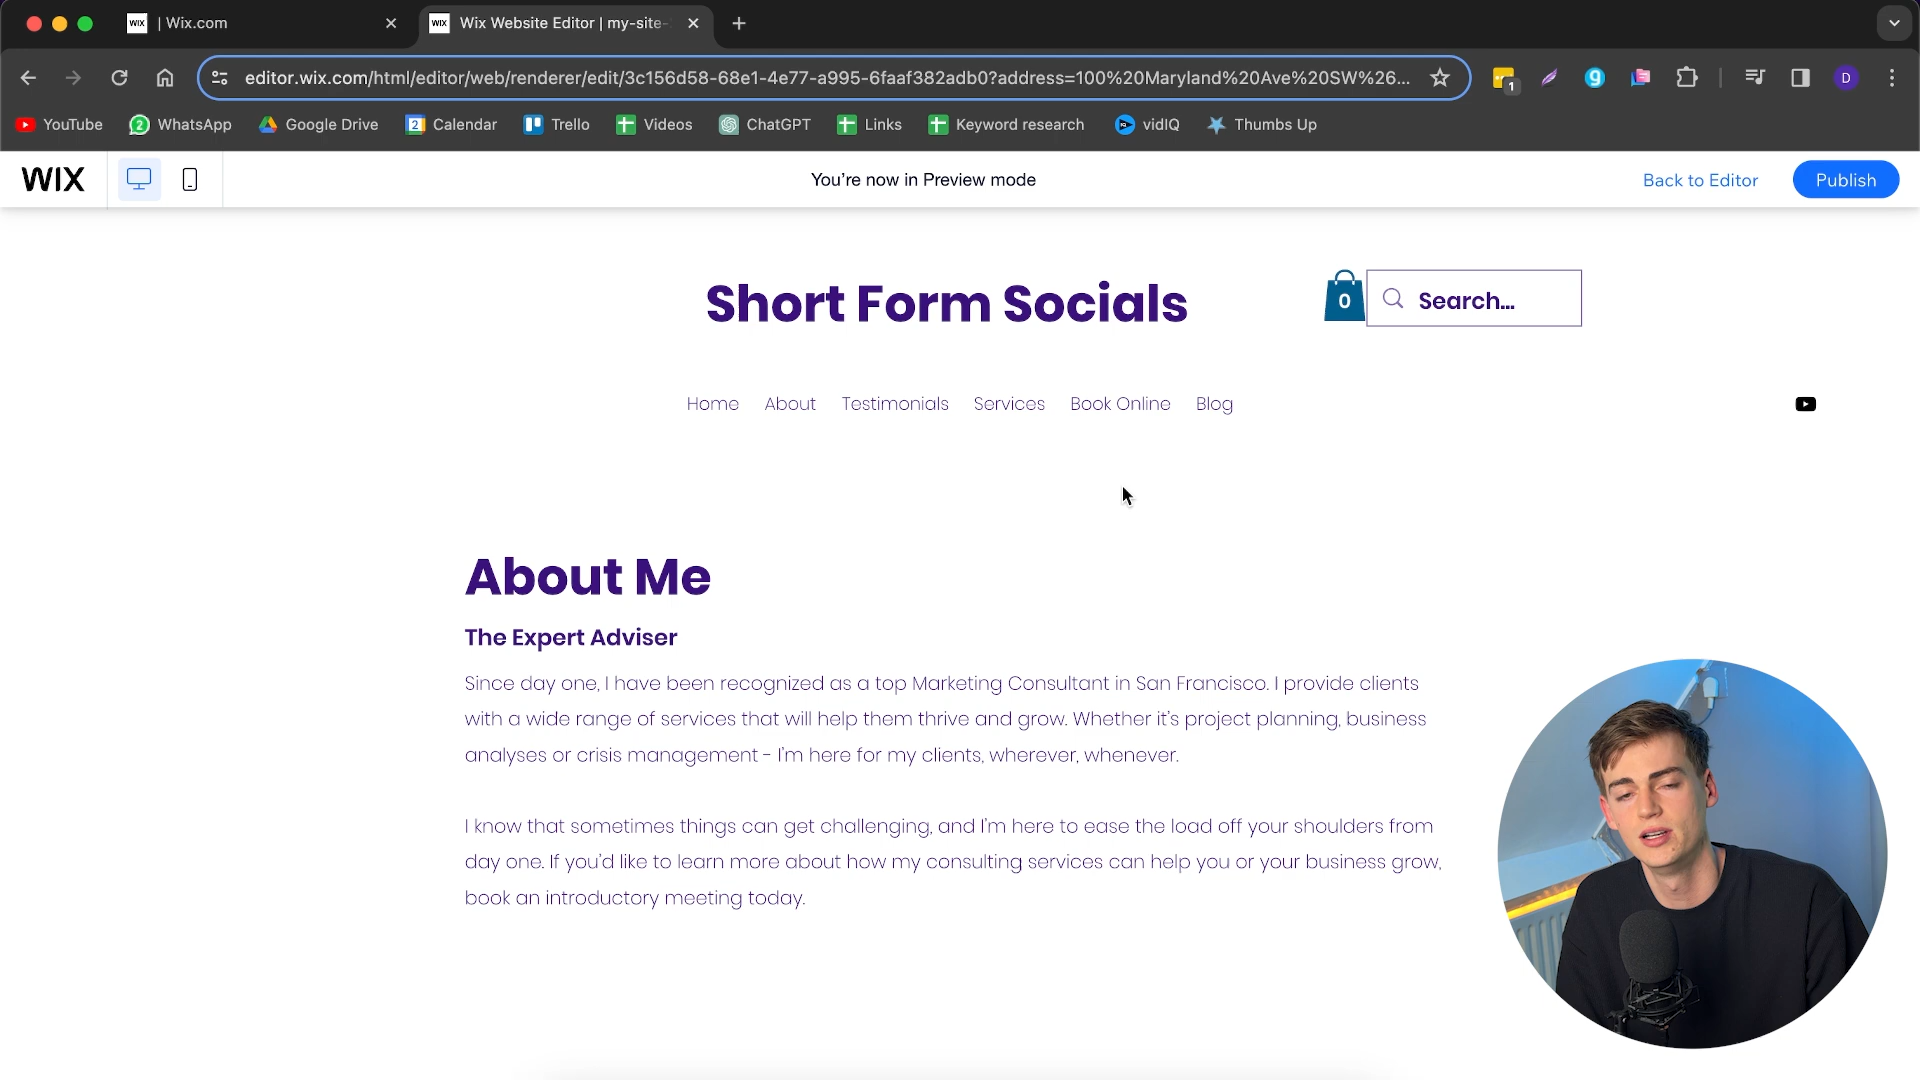 WIX | Wix.com
WIX Wix Website Editor | my-site-
editor.wix.com/html/editor/web/renderer/edit/3c156d58-68e1-4e77-a995-6faaf382adb0?address=100%20Maryland%20Ave%20SW%26...
1
D
YouTube
2 WhatsApp
Google Drive
2 Calendar
Trello
Videos
ChatGPT
Links
Keyword research
vidIQ
Thumbs Up
WIX
You're now in Preview mode
Back to Editor
Publish
Short Form Socials
0
Search...
Home About Testimonials Services Book Online Blog
About Me
The Expert Adviser
Since day one, I have been recognized as a top Marketing Consultant in San Francisco. I provide clients
with a wide range of services that will help them thrive and grow. Whether it's project planning, business
analyses or crisis management - I'm here for my clients, wherever, whenever.
I know that sometimes things can get challenging, and I'm here to ease the load off your shoulders from
day one. If you'd like to learn more about how my consulting services can help you or your business grow,
book an introductory meeting today.